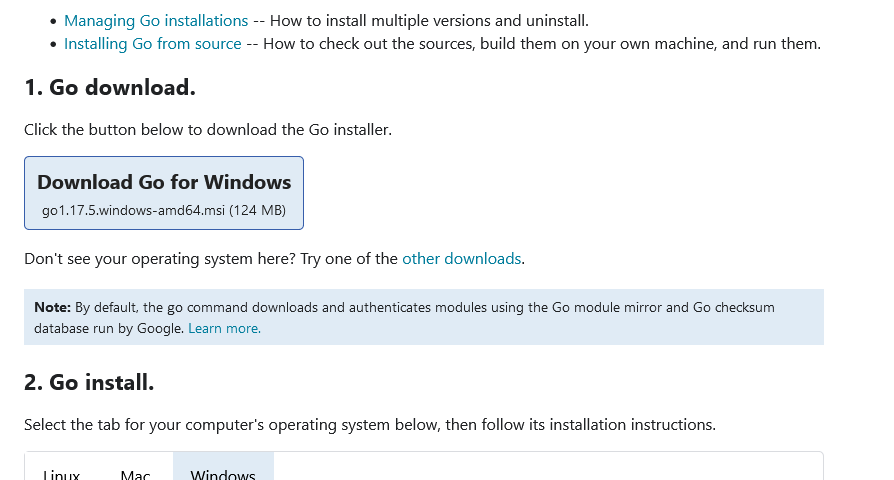 Managing Go installations -- How to install multiple versions and uninstall.
Installing Go from source -- How to check out the sources, build them on your own machine, and run them.
1. Go download.
Click the button below to download the Go installer.
Download Go for Windows
go1.17.5.windows-amd64.msi (124 MB)
Don't see your operating system here? Try one of the other downloads.
Note: By default, the go command downloads and authenticates modules using the Go module mirror and Go checksum
database run by Google. Learn more.
2. Go install.
Select the tab for your computer's operating system below, then follow its installation instructions.
Linux Mac Windows